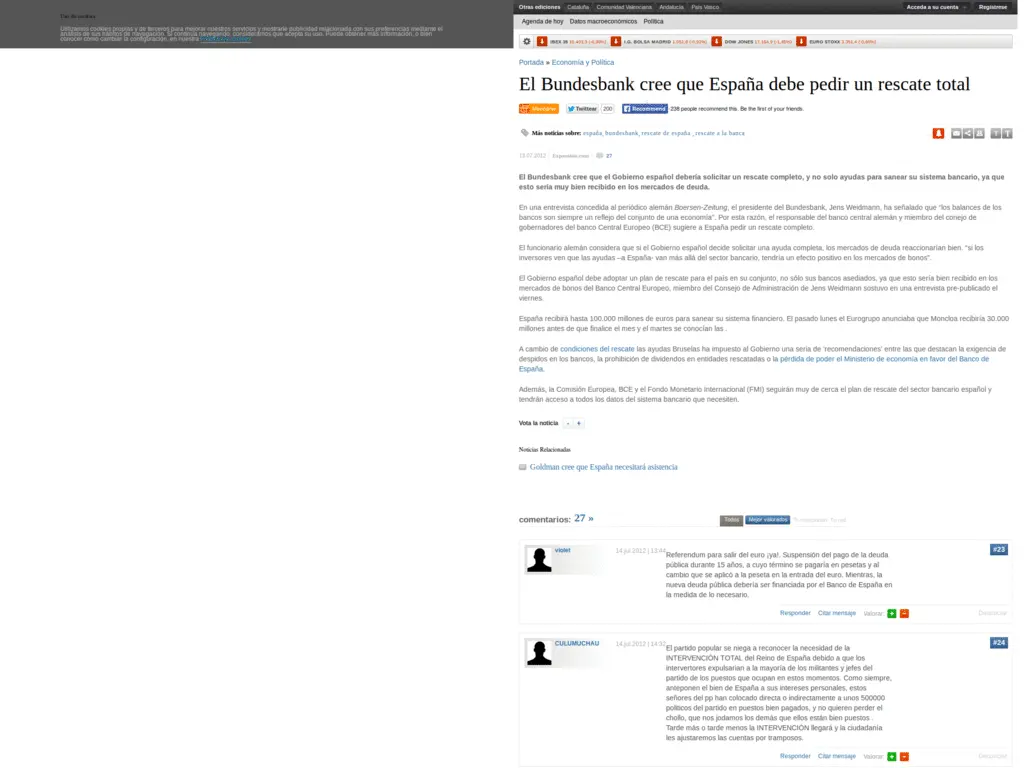 Uso de cookies
Utilizamos cookies propias y de terceros para mejorar nuestros servicios y mostrarle publicidad relacionada con sus preferencias mediante el
análisis de sus hábitos de navegación. Si continua navegando, consideramos que acepta su uso. Puede obtener más información, o bien
conocer cómo cambiar la configuración, en nuestra
Otras ediciones Cataluña Comunidad Valenciana Andalucía País Vasco Acceda a su cuenta Regístrese
Agenda de hoy Datos macroeconómicos Política
IBEX 35 I.G. BOLSA MADRID DOW JONES EURO STOXX
Portada » Economía y Política
El Bundesbank cree que España debe pedir un rescate total
Menéame Twittear 200 Recommend 238 people recommend this. Be the first of your friends.
Más noticias sobre: españa, bundesbank, rescate de españa , rescate a la banca
2012 27
El Bundesbank cree que el Gobierno español debería solicitar un rescate completo, y no solo ayudas para sanear su sistema bancario, ya que
esto sería muy bien recibido en los mercados de deuda.
En una entrevista concedida al periódico alemán Boersen-Zeitung, el presidente del Bundesbank, Jens Weidmann, ha señalado que "los balances de los
bancos son siempre un reflejo del conjunto de una economía". Por esta razón, el responsable del banco central alemán y miembro del conejo de
gobernadores del banco Central Europeo (BCE) sugiere a España pedir un rescate completo.
El funcionario alemán considera que si el Gobierno español decide solicitar una ayuda completa, los mercados de deuda reaccionarían bien. "si los
inversores ven que las ayudas –a España- van más allá del sector bancario, tendría un efecto positivo en los mercados de bonos".
El Gobierno español debe adoptar un plan de rescate para el país en su conjunto, no sólo sus bancos asediados, ya que esto sería bien recibido en los
mercados de bonos del Banco Central Europeo, miembro del Consejo de Administración de Jens Weidmann sostuvo en una entrevista pre-publicado el
viernes.
España recibirá hasta 100.000 millones de euros para sanear su sistema financiero. El pasado lunes el Eurogrupo anunciaba que Moncloa recibiría 30.000
millones antes de que finalice el mes y el martes se conocían las .
A cambio de condiciones del rescate las ayudas Bruselas ha impuesto al Gobierno una seria de 'recomendaciones' entre las que destacan la exigencia de
despidos en los bancos, la prohibición de dividendos en entidades rescatadas o la pérdida de poder el Ministerio de economía en favor del Banco de
España.
Además, la Comisión Europea, BCE y el Fondo Monetario Internacional (FMI) seguirán muy de cerca el plan de rescate del sector bancario español y
tendrán acceso a todos los datos del sistema bancario que necesiten.
Vota la noticia - +
Noticias Relacionadas
Goldman cree que España necesitará asistencia
comentarios: 27 » Todos Mejor valorados
violet 14.jul.2012 | 13:44 #23
Referendum para salir del euro ¡ya!. Suspensión del pago de la deuda
pública durante 15 años, a cuyo término se pagaría en pesetas y al
cambio que se aplicó a la peseta en la entrada del euro. Mientras, la
nueva deuda pública debería ser financiada por el Banco de España en
la medida de lo necesario.
Responder Citar mensaje Valorar + - Denunciar
CULUMUCHAU 14.jul.2012 | 14:32 #24
El partido popular se niega a reconocer la necesidad de la
INTERVENCIÓN TOTAL del Reino de España debido a que los
intervertores expulsarian a la mayoría de los militantes y jefes del
partido de los puestos que ocupan en estos momentos. Como siempre,
anteponen el bien de España a sus intereses personales, estos
señores del pp han colocado directa o indirectamente a unos 500000
políticos del partido en puestos bien pagados, y no quieren perder el
chollo, que nos jodamos los demás que ellos están bien puestos .
Tarde más o tarde menos la INTERVENCIÓN llegará y la ciudadanía
les ajustaremos las cuentas por tramposos.
Responder Citar mensaje Valorar + - Denunciar